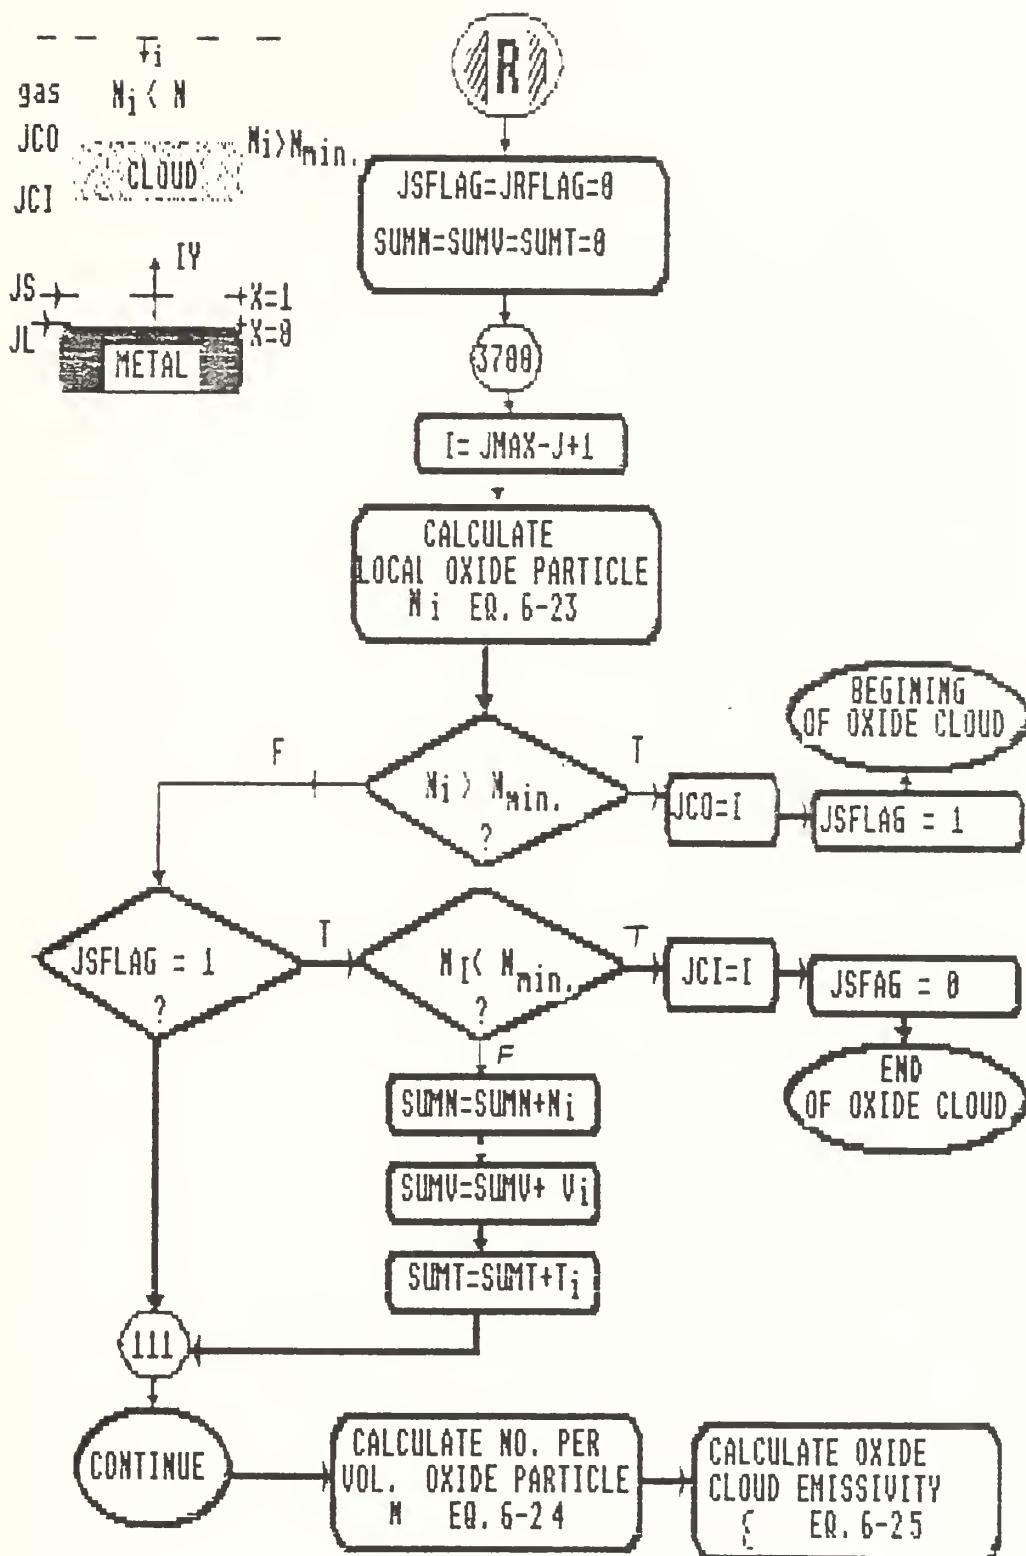 i
gas Ni < N
JCO Ni>Nmin.
CLOUD
JCI
IY
JS X=1
JL X=0
METAL
R
JSFLAG=JRFLAG=0
SUMN=SUMV=SUMT=0
3700
I= JMAX-J+1
CALCULATE
LOCAL OXIDE PARTICLE
Ni EQ. 6-23
BEGINING
OF OXIDE CLOUD
F
T
Ni > Nmin.
?
JCO=I
JSFLAG = 1
JSFLAG = 1
?
T
NI < Nmin.
?
T
JCI=I
JSFAG = 0
F
END
OF OXIDE CLOUD
SUMN=SUMN+Ni
SUMV=SUMV+ Vi
SUMT=SUMT+Ti
111
CONTINUE
CALCULATE NO. PER
VOL. OXIDE PARTICLE
N EQ. 6-24
CALCULATE OXIDE
CLOUD EMISSIVITY
ε EQ. 6-25